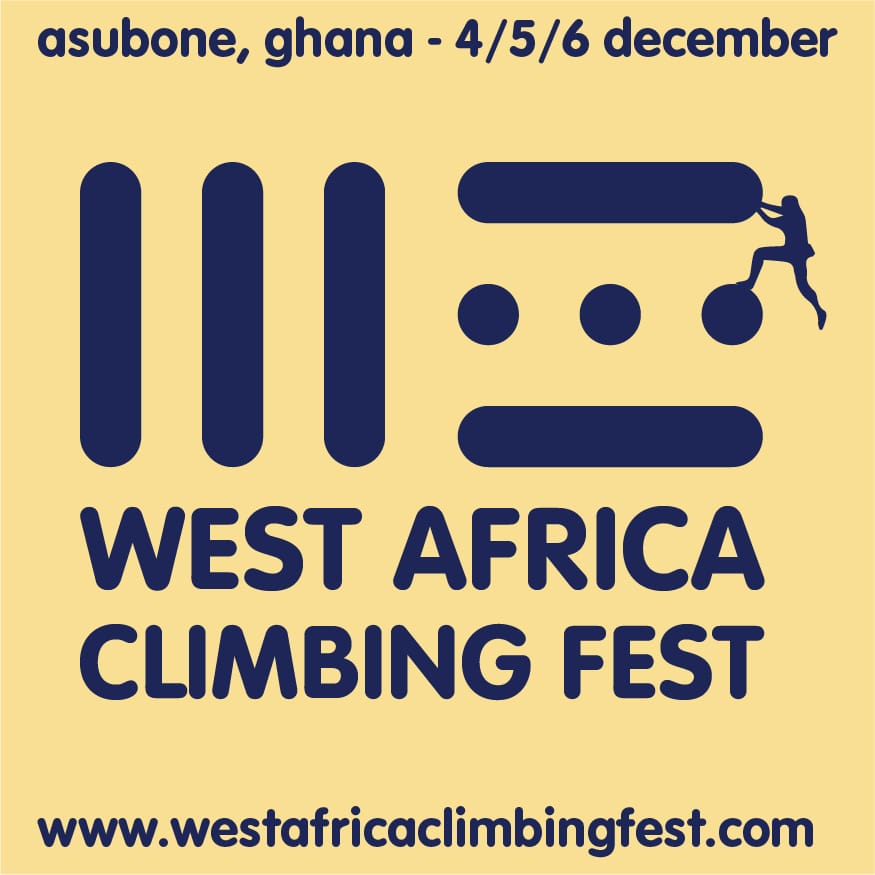 asubone, ghana - 4/5/6 december
WEST AFRICA
CLIMBING FEST
www.westafricaclimbingfest.com